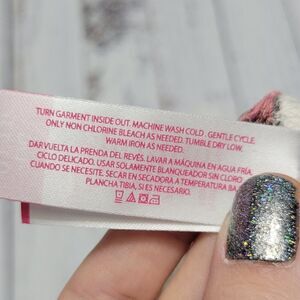 TURN GARMENT INSIDE OUT. MACHINE WASH COLD. GENTLE CYCLE.
ONLY NON CHLORINE BLEACH AS NEEDED. TUMBLE DRY LOW.
WARM IRON AS NEEDED.
DAR VUELTA LA PRENDA DEL REVÉS. LAVAR A MÁQUINA EN AGUA FRÍA.
CICLO DELICADO. USAR SOLAMENTE BLANQUEADOR SIN CLORO
CUANDO SE NECESITE. SECAR EN SECADORA A TEMPERATURA BAJA
PLANCHA TIBIA, SI ES NECESARIO.